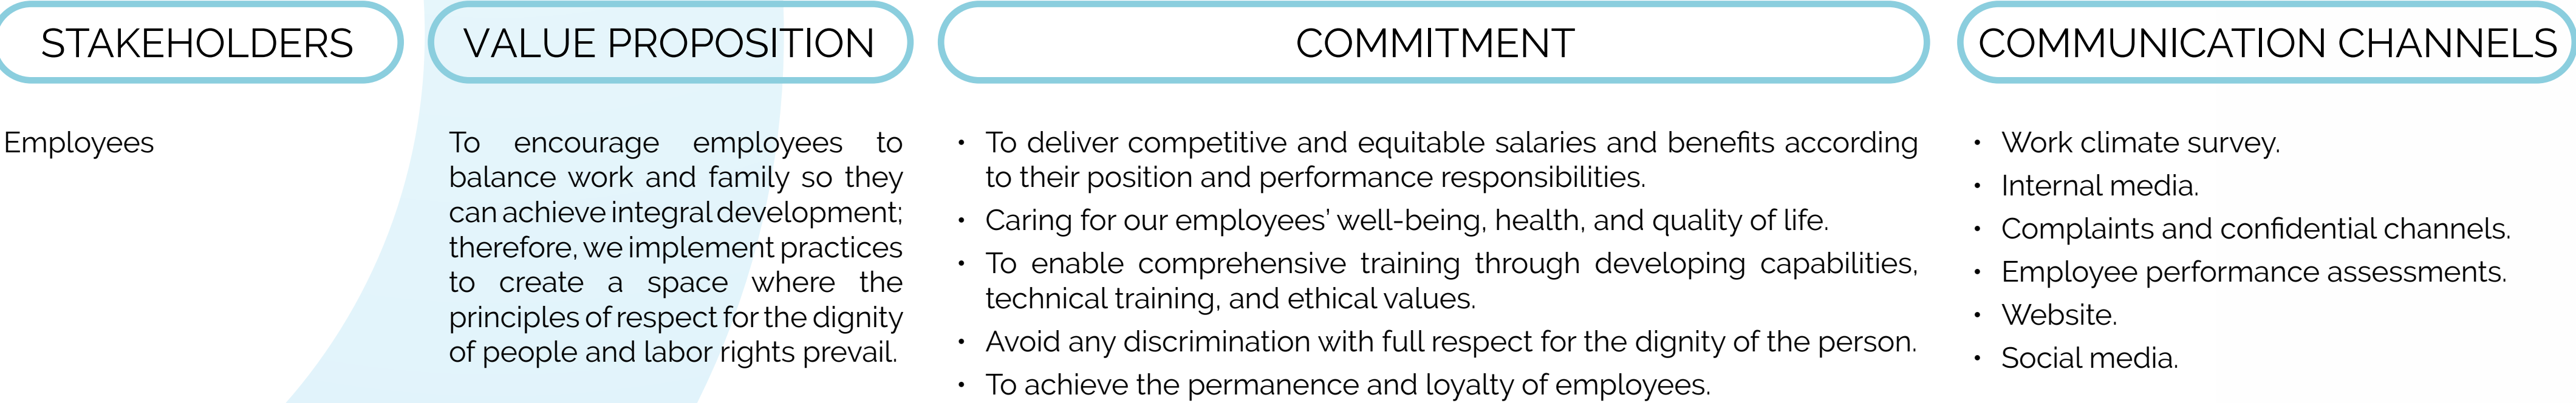 STAKEHOLDERS
VALUE PROPOSITION
COMMITMENT
COMMUNICATION CHANNELS
Employees
To encourage employees to
balance work and family so they
can achieve integral development;
therefore, we implement practices
to create a space where the
principles of respect for the dignity
of people and labor rights prevail.
• To deliver competitive and equitable salaries and benefits according
to their position and performance responsibilities.
• Caring for our employees’ well-being, health, and quality of life.
• To enable comprehensive training through developing capabilities,
technical training, and ethical values.
• Avoid any discrimination with full respect for the dignity of the person.
• To achieve the permanence and loyalty of employees.
• Work climate survey.
• Internal media.
• Complaints and confidential channels.
• Employee performance assessments.
• Website.
• Social media.